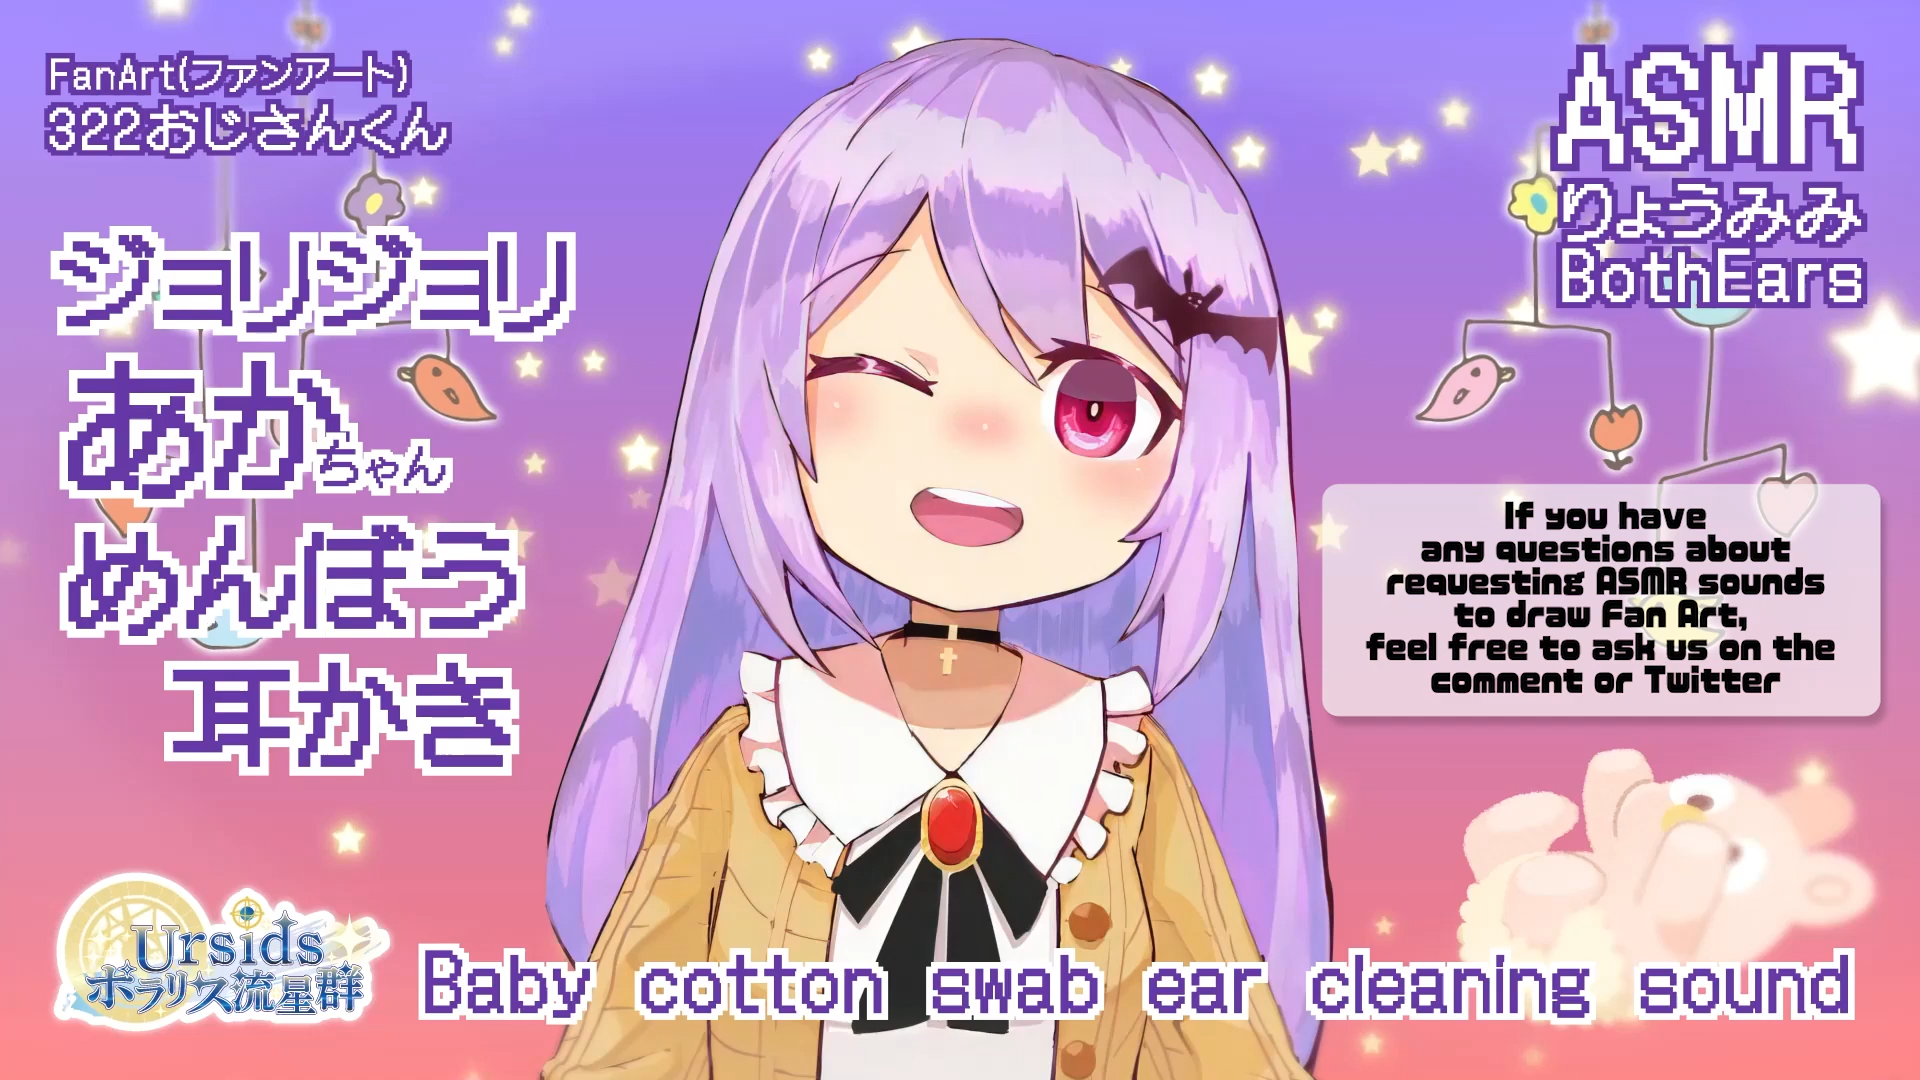 FanArt(ファンアート)
322おじさんくん
ジョリジョリ
あかちゃん
めんぼう
耳かき
ASMR
りょうみみ
BothEars
If you have
any questions about
requesting ASMR sounds
to draw Fan Art,
feel free to ask us on the
comment or Twitter
Ursids
ポラリス流星群
Baby cotton swab ear cleaning sound